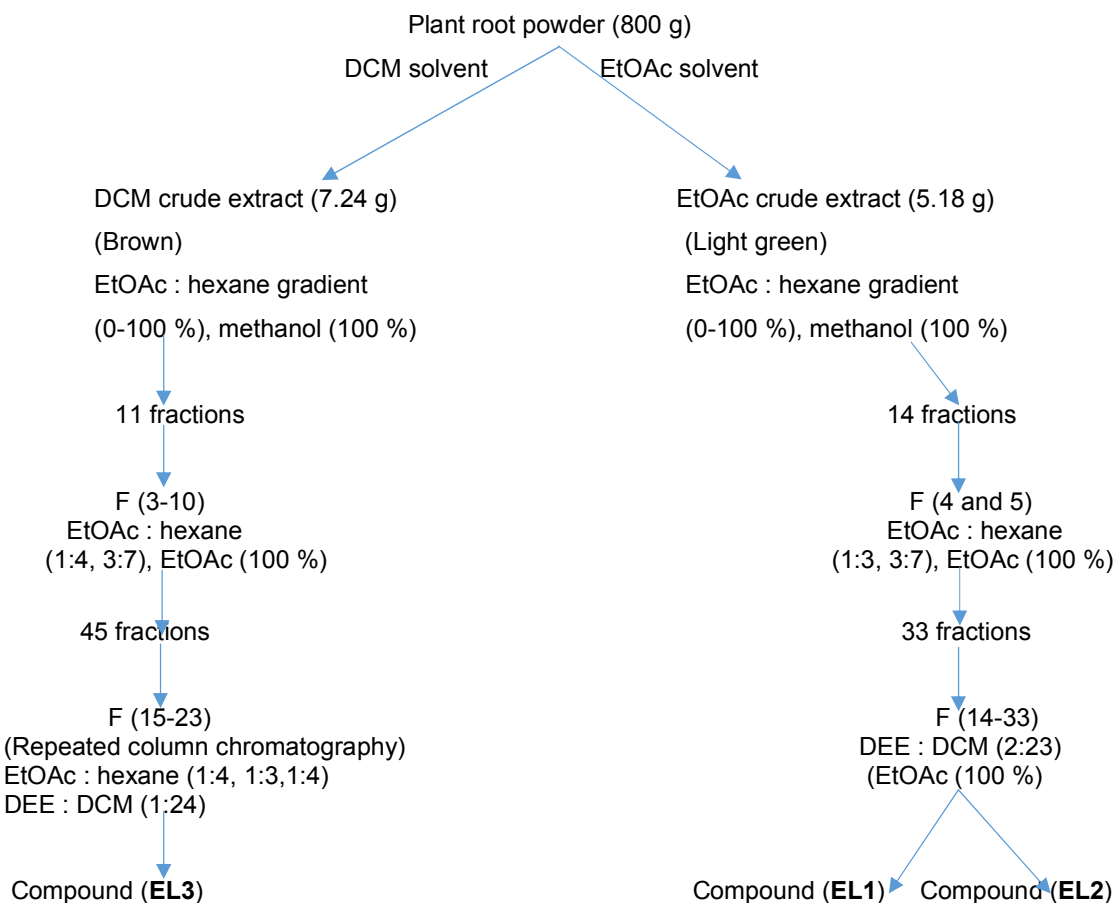 Plant root powder (800 g)
DCM solvent
EtOAc solvent
DCM crude extract (7.24 g)
(Brown)
EtOAc : hexane gradient
(0-100 %), methanol (100 %)
11 fractions
F (3-10)
EtOAc : hexane
(1:4, 3:7), EtOAc (100 %)
45 fractions
F (15-23)
(Repeated column chromatography)
EtOAc : hexane (1:4, 1:3,1:4)
DEE : DCM (1:24)
Compound (EL3)
EtOAc crude extract (5.18 g)
(Light green)
EtOAc : hexane gradient
(0-100 %), methanol (100 %)
14 fractions
F (4 and 5)
EtOAc : hexane
(1:3, 3:7), EtOAc (100 %)
33 fractions
F (14-33)
DEE : DCM (2:23)
(EtOAc (100 %)
Compound (EL1)
Compound (EL2)